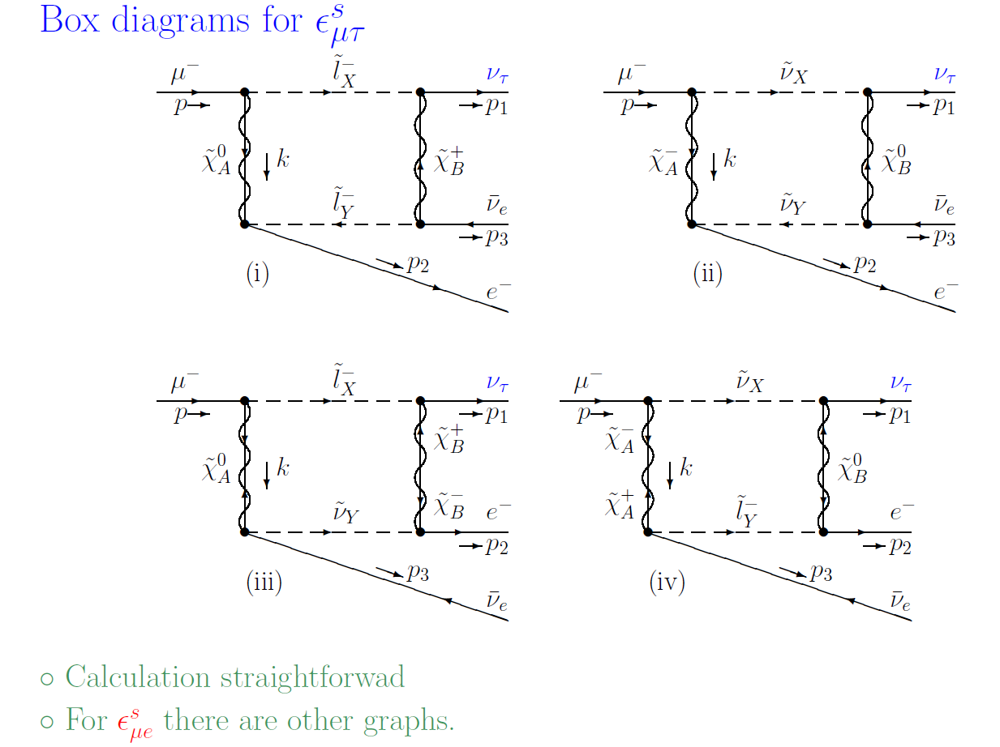 Box diagrams for ϵˢ_μτ
μ⁻ l̃⁻_X ν_τ μ⁻ ν̃_X ν_τ
p p₁ p p₁
χ̃⁰_A k χ̃⁺_B χ̃⁻_A k χ̃⁰_B
l̃⁻_Y ν̄_e ν̃_Y ν̄_e
p₃ p₃
(i) p₂ (ii) p₂
e⁻ e⁻
μ⁻ l̃⁻_X ν_τ μ⁻ ν̃_X ν_τ
p p₁ p p₁
χ̃⁺_B χ̃⁻_A
χ̃⁰_A k k χ̃⁰_B
ν̃_Y χ̃⁻_B e⁻ χ̃⁺_A l̃⁻_Y e⁻
p₂ p₂
(iii) p₃ (iv) p₃
ν̄_e ν̄_e
○ Calculation straightforwad
○ For ϵˢ_μe there are other graphs.